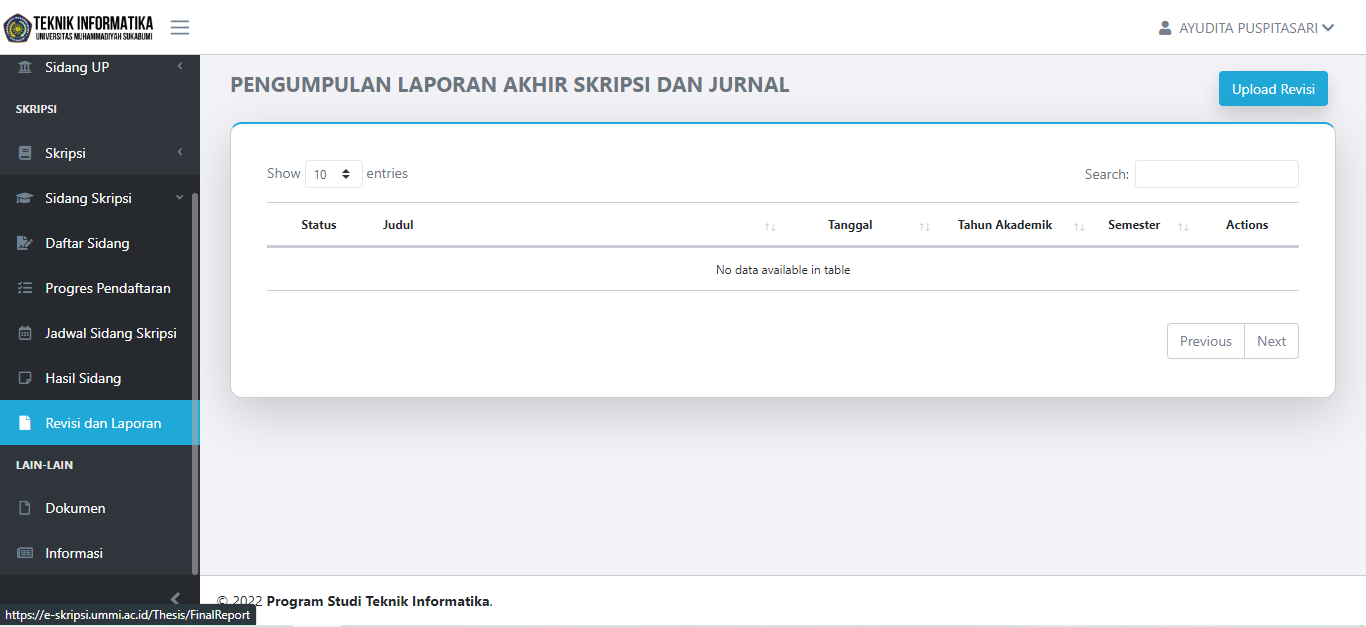 TEKNIK INFORMATIKA
UNIVERSITAS MUHAMMADIYAH SUKABUMI
AYUDITA PUSPITASARI
Sidang UP
SKRIPSI
Skripsi
Sidang Skripsi
Daftar Sidang
Progres Pendaftaran
Jadwal Sidang Skripsi
Hasil Sidang
Revisi dan Laporan
LAIN-LAIN
Dokumen
Informasi
PENGUMPULAN LAPORAN AKHIR SKRIPSI DAN JURNAL
Upload Revisi
Show 10 entries
Search:
Status Judul Tanggal Tahun Akademik Semester Actions
No data available in table
Previous Next
© 2022 Program Studi Teknik Informatika.
https://e-skripsi.ummi.ac.id/Thesis/FinalReport